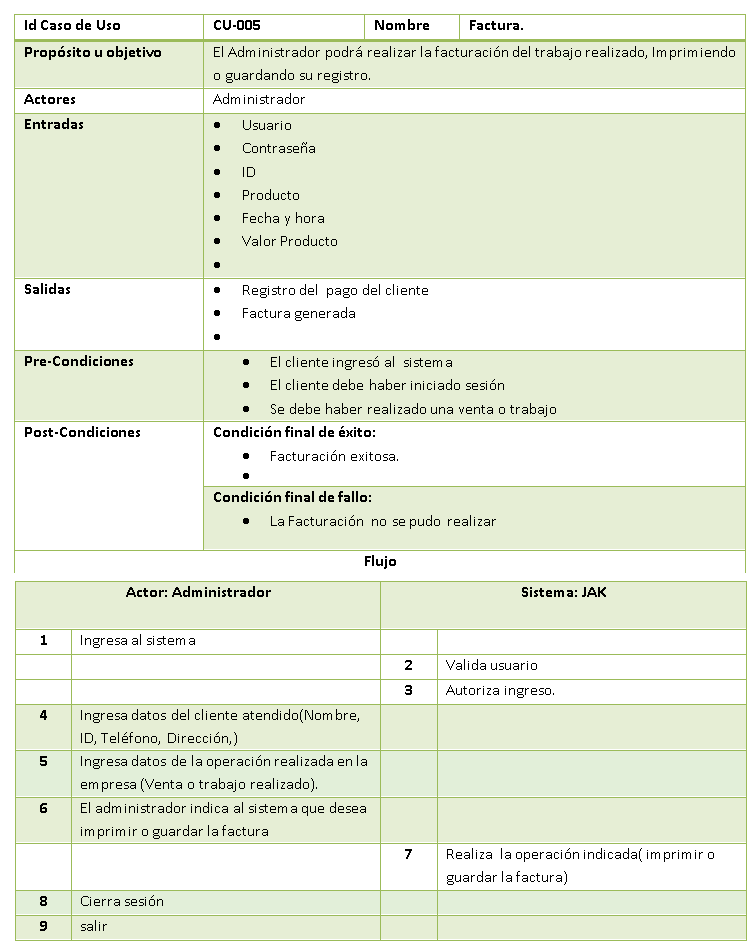 Id Caso de Uso CU-005 Nombre Factura.
Propósito u objetivo El Administrador podrá realizar la facturación del trabajo realizado, Imprimiendo
o guardando su registro.
Actores Administrador
Entradas • Usuario
• Contraseña
• ID
• Producto
• Fecha y hora
• Valor Producto
•
Salidas • Registro del pago del cliente
• Factura generada
•
Pre-Condiciones • El cliente ingresó al sistema
• El cliente debe haber iniciado sesión
• Se debe haber realizado una venta o trabajo
Post-Condiciones Condición final de éxito:
• Facturación exitosa.
•
Condición final de fallo:
• La Facturación no se pudo realizar
Flujo
Actor: Administrador Sistema: JAK
1 Ingresa al sistema
2 Valida usuario
3 Autoriza ingreso.
4 Ingresa datos del cliente atendido(Nombre,
ID, Teléfono, Dirección,)
5 Ingresa datos de la operación realizada en la
empresa (Venta o trabajo realizado).
6 El administrador indica al sistema que desea
imprimir o guardar la factura
7 Realiza la operación indicada( imprimir o
guardar la factura)
8 Cierra sesión
9 salir